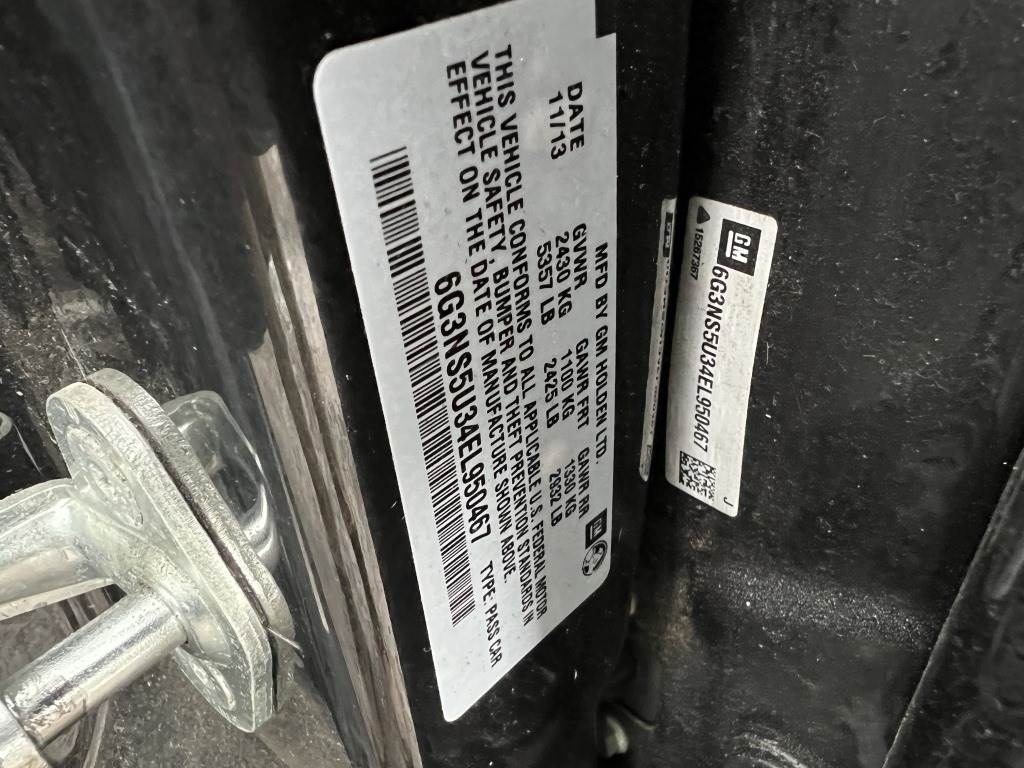 MFD BY GM HOLDEN LTD.
DATE GVWR GAWR FRT GAWR RR
11/13 2430 KG 1100 KG 1330 KG
5357 LB 2425 LB 2932 LB
GM
THIS VEHICLE CONFORMS TO ALL APPLICABLE U.S. FEDERAL MOTOR
VEHICLE SAFETY, BUMPER AND THEFT PREVENTION STANDARDS IN
EFFECT ON THE DATE OF MANUFACTURE SHOWN ABOVE.
6G3NS5U34EL950467 TYPE: PASS CAR
GM
6G3NS5U34EL950467
15287367
J